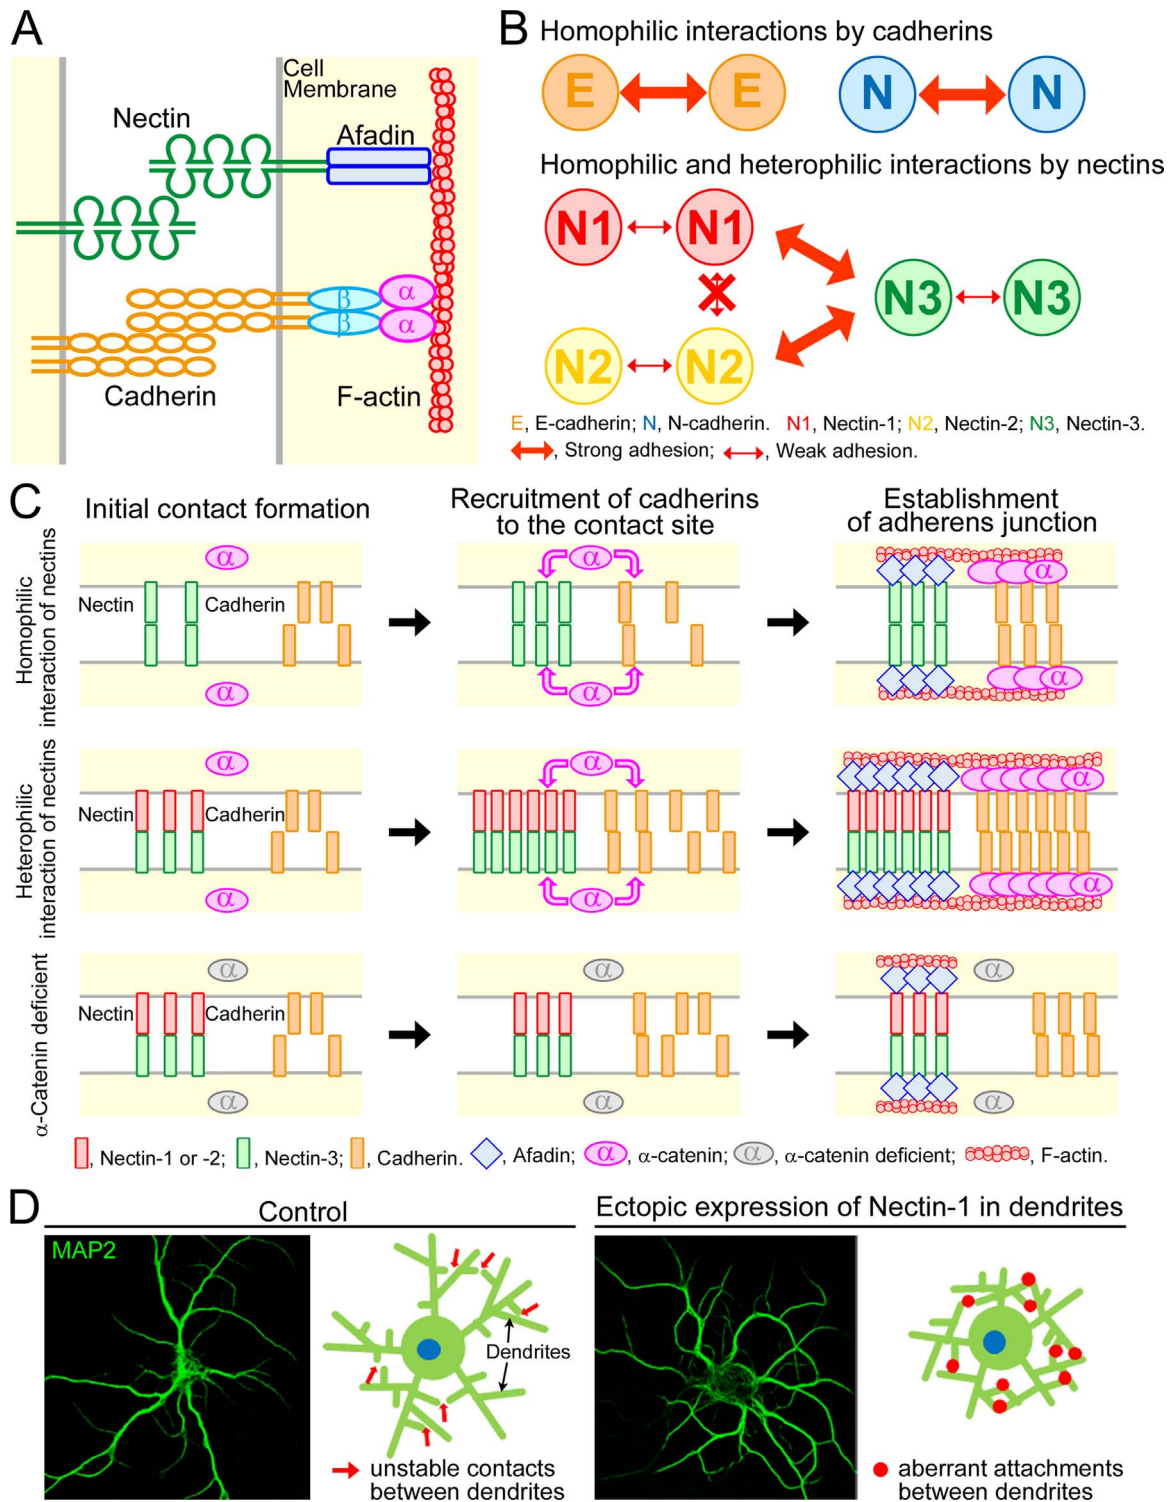 A
Cell
Membrane
Nectin
Afadin
β
α
β
α
Cadherin
F-actin
B
Homophilic interactions by cadherins
E
E
N
N
Homophilic and heterophilic interactions by nectins
N1
N1
N3
N3
N2
N2
E, E-cadherin; N, N-cadherin. N1, Nectin-1; N2, Nectin-2; N3, Nectin-3.
, Strong adhesion; , Weak adhesion.
C
Initial contact formation
Recruitment of cadherins
to the contact site
Establishment
of adherens junction
Homophilic
interaction of nectins
α
Nectin
Cadherin
α
α
α
α
α
Heterophilic
interaction of nectins
α
Nectin
Cadherin
α
α
α
α
α
α-Catenin deficient
α
Nectin
Cadherin
α
α
α
α
α
, Nectin-1 or -2; , Nectin-3; , Cadherin. , Afadin; α, α-catenin; α, α-catenin deficient; , F-actin.
D
Control
Ectopic expression of Nectin-1 in dendrites
MAP2
Dendrites
unstable contacts
between dendrites
aberrant attachments
between dendrites